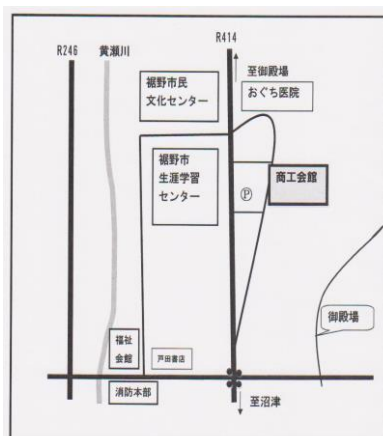 R246
黄瀬川
R414
至御殿場
おぐち医院
裾野市民
文化センター
裾野市
生涯学習
センター
Ⓟ
商工会館
御殿場
福祉
会館
戸田書店
消防本部
至沼津